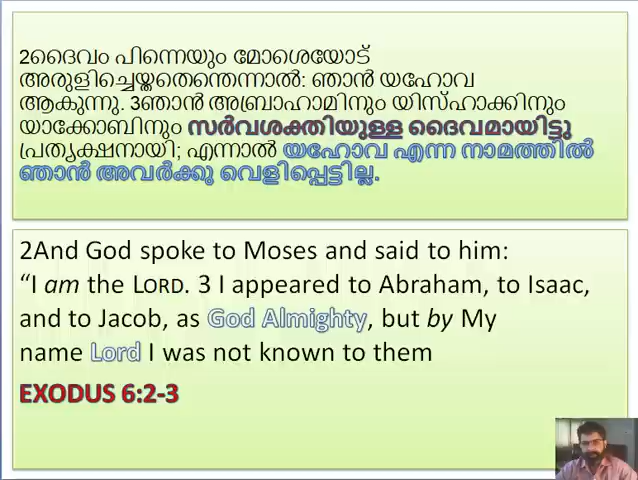 2ദൈവം പിന്നെയും മോശെയോട്
അരുളിച്ചെയ്തതെന്തെന്നാൽ: ഞാൻ യഹോവ
ആകുന്നു. 3ഞാൻ അബ്രാഹാമിനും യിസ്ഹാക്കിനും
യാക്കോബിനും സർവശക്തിയുള്ള ദൈവമായിട്ടു
പ്രത്യക്ഷനായി; എന്നാൽ യഹോവ എന്ന നാമത്തിൽ
ഞാൻ അവർക്കു വെളിപ്പെട്ടില്ല.
2And God spoke to Moses and said to him:
“I am the LORD. 3 I appeared to Abraham, to Isaac,
and to Jacob, as God Almighty, but by My
name Lord I was not known to them
EXODUS 6:2-3